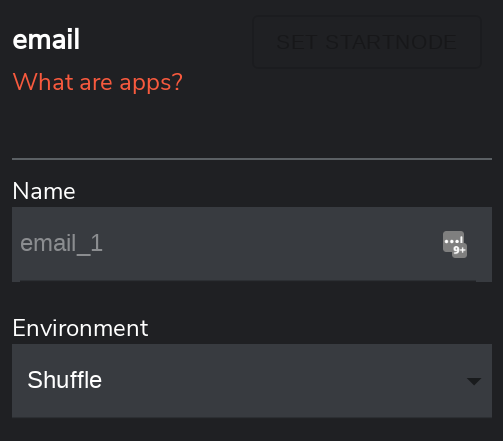 email
SET STARTNODE
What are apps?
Name
email_1
9+
Environment
Shuffle